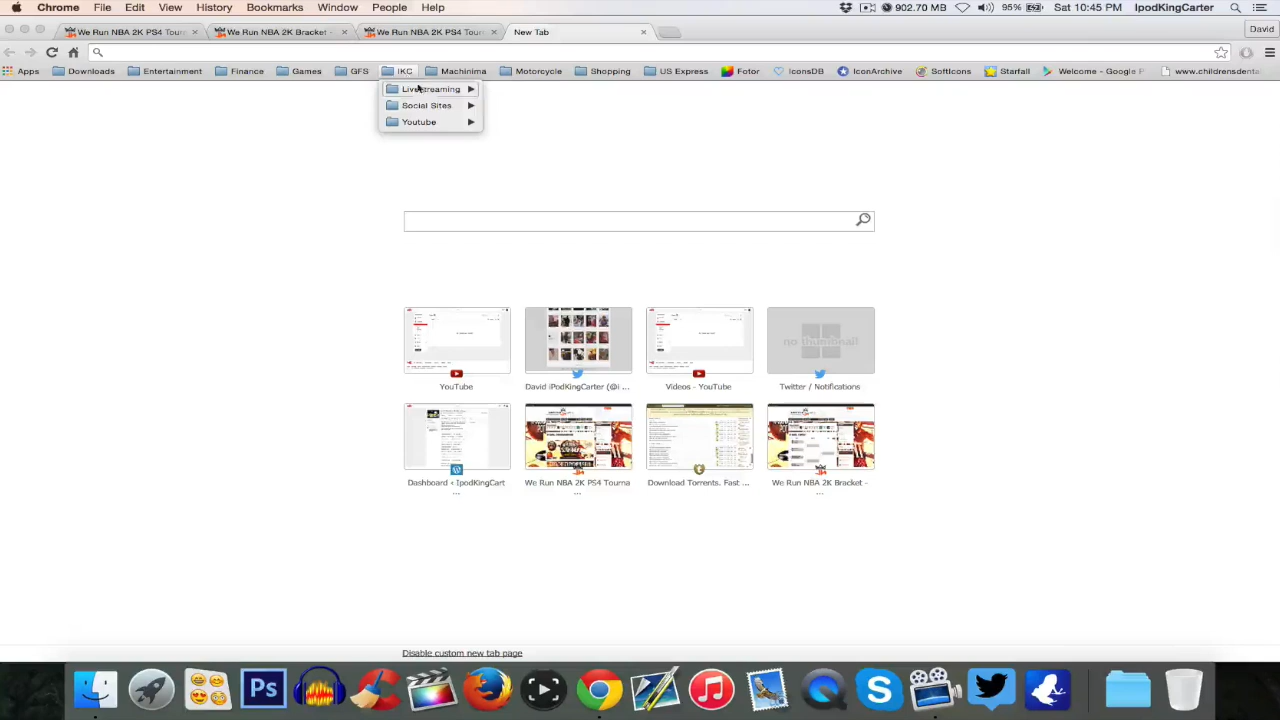 Chrome File Edit View History Bookmarks Window People Help 902.70 MB 95% Sat 10:45 PM IpodKingCarter
We Run NBA 2K PS4 Tourna We Run NBA 2K Bracket - We Run NBA 2K PS4 Tourn New Tab David
Apps Downloads Entertainment Finance Games GFS IKC Machinima Motorcycle Shopping US Express Fotor IconsDB IconArchive SoftIcons Starfall Welcome - Google P www.childrensdenta
Livestreaming
Social Sites
Youtube
no thumbnail
YouTube David iPodKingCarter (@i ... Videos - YouTube Twitter / Notifications
Dashboard ‹ IpodKingCart ... We Run NBA 2K PS4 Tourna ... Download Torrents. Fast ... We Run NBA 2K Bracket - ...
Disable custom new tab page
Ps